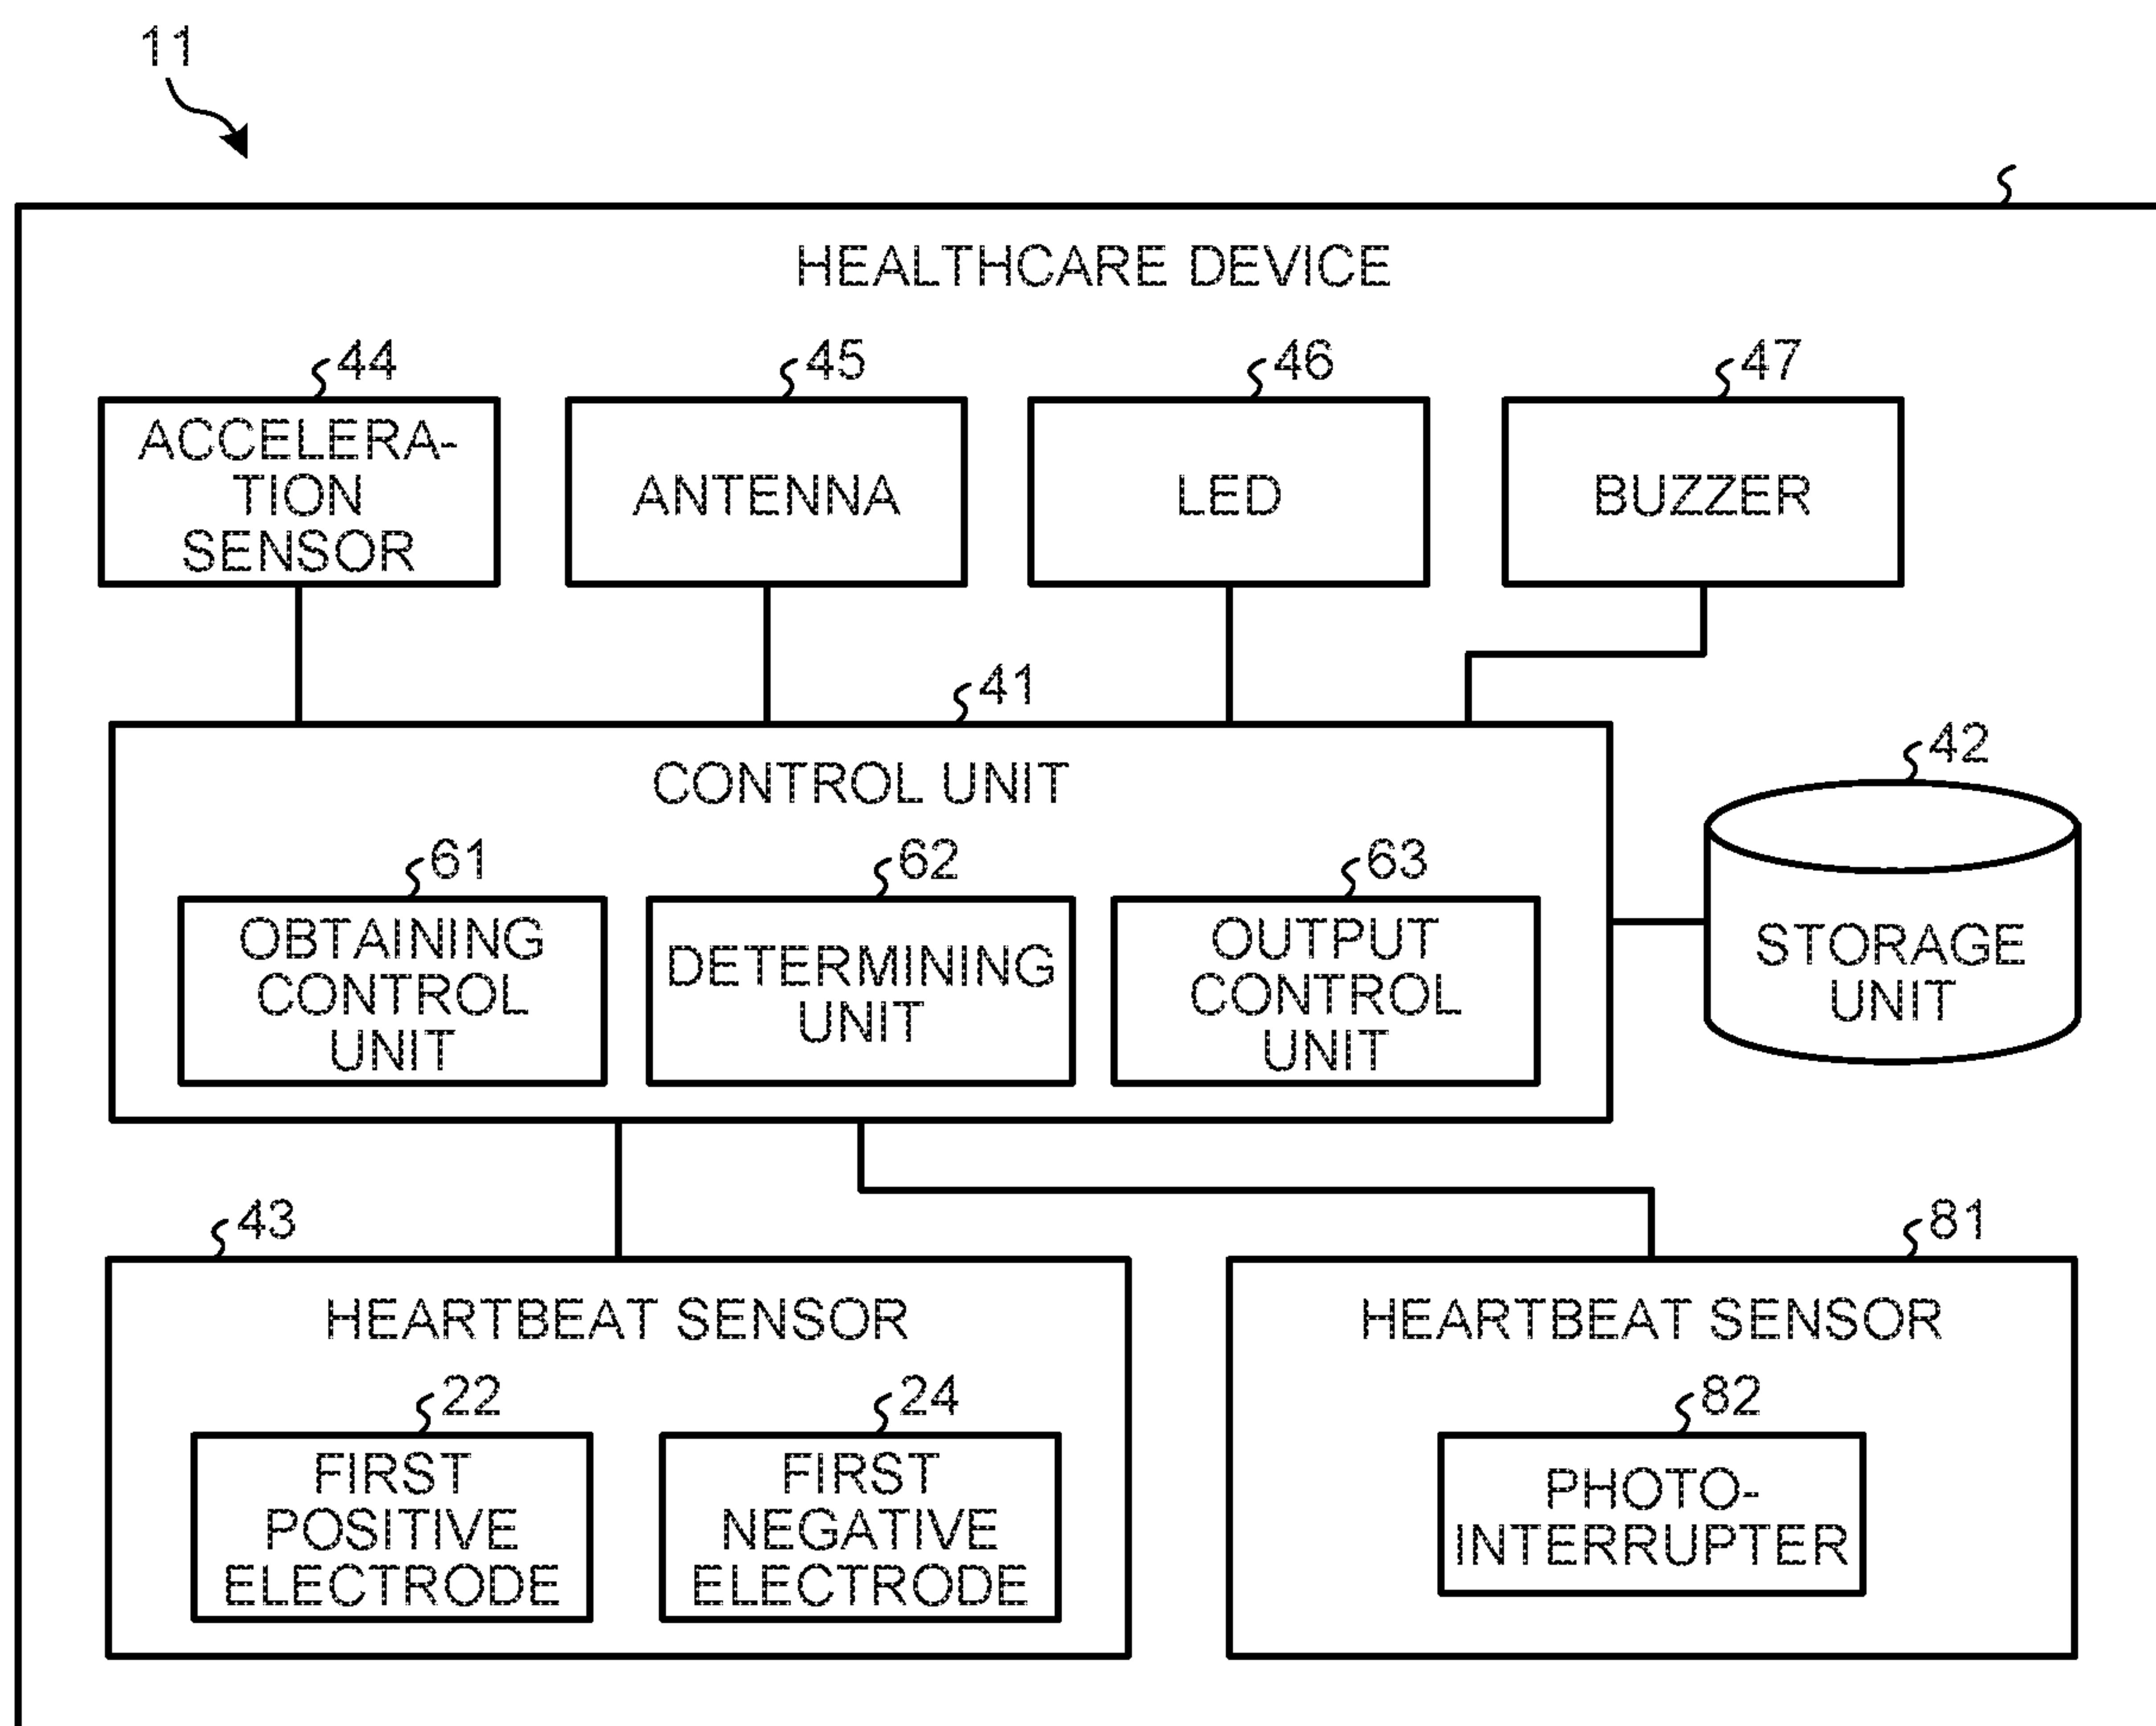 11
HEALTHCARE DEVICE
44
45
46
47
ACCELERA-
TION
SENSOR
ANTENNA
LED
BUZZER
41
CONTROL UNIT
42
STORAGE
UNIT
61
62
63
OBTAINING
CONTROL
UNIT
DETERMINING
UNIT
OUTPUT
CONTROL
UNIT
43
HEARTBEAT SENSOR
22
24
FIRST
POSITIVE
ELECTRODE
FIRST
NEGATIVE
ELECTRODE
81
HEARTBEAT SENSOR
82
PHOTO-
INTERRUPTER